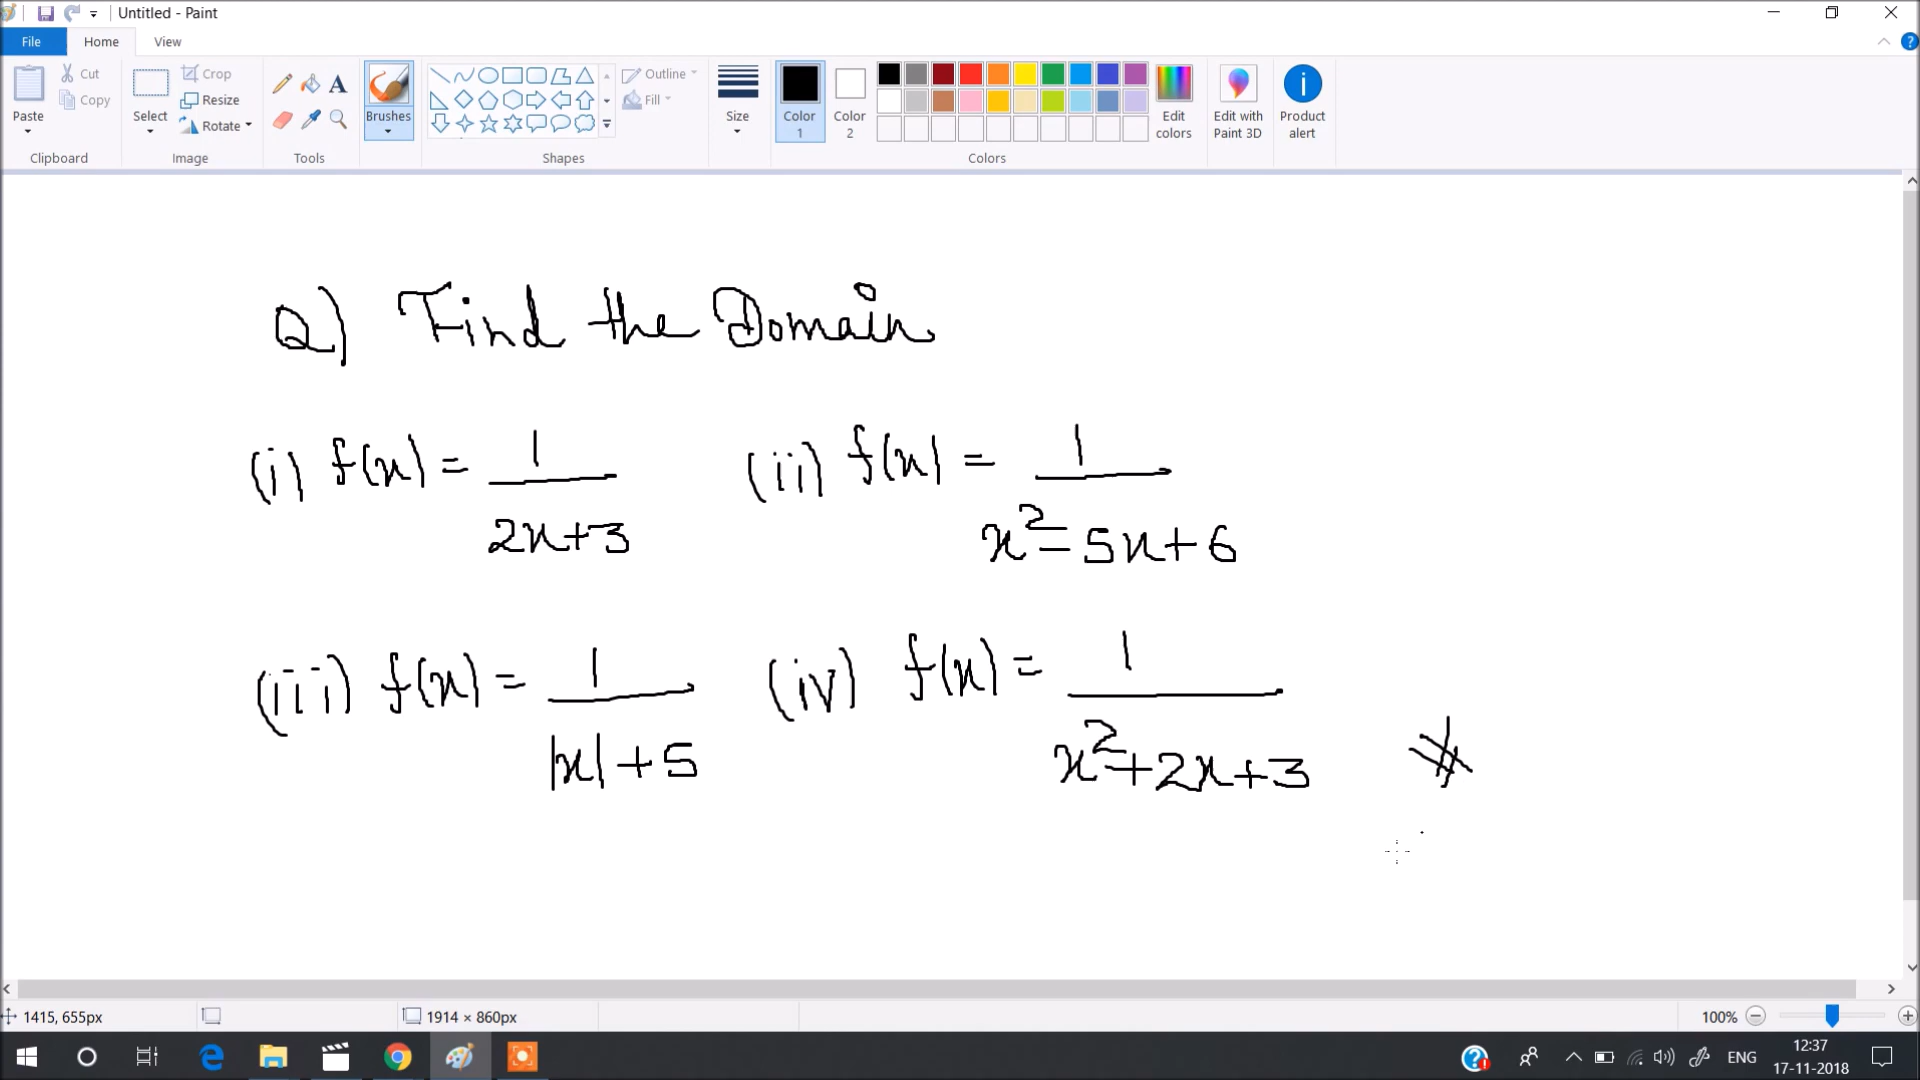 Untitled - Paint
File Home View
Cut
Copy
Paste
Clipboard
Select
Crop
Resize
Rotate
Image
A
Tools
Brushes
Outline
Fill
Shapes
Size
Color 1
Color 2
Colors
Edit colors
Edit with Paint 3D
Product alert
Q) Find the Domain
(i) f(x) = 1 / 2x+3 (ii) f(x) = 1 / x²-5x+6
(iii) f(x) = 1 / |x|+5 (iv) f(x) = 1 / x²+2x+3
1415, 655px 1914 × 860px 100%
ENG 12:37
17-11-2018